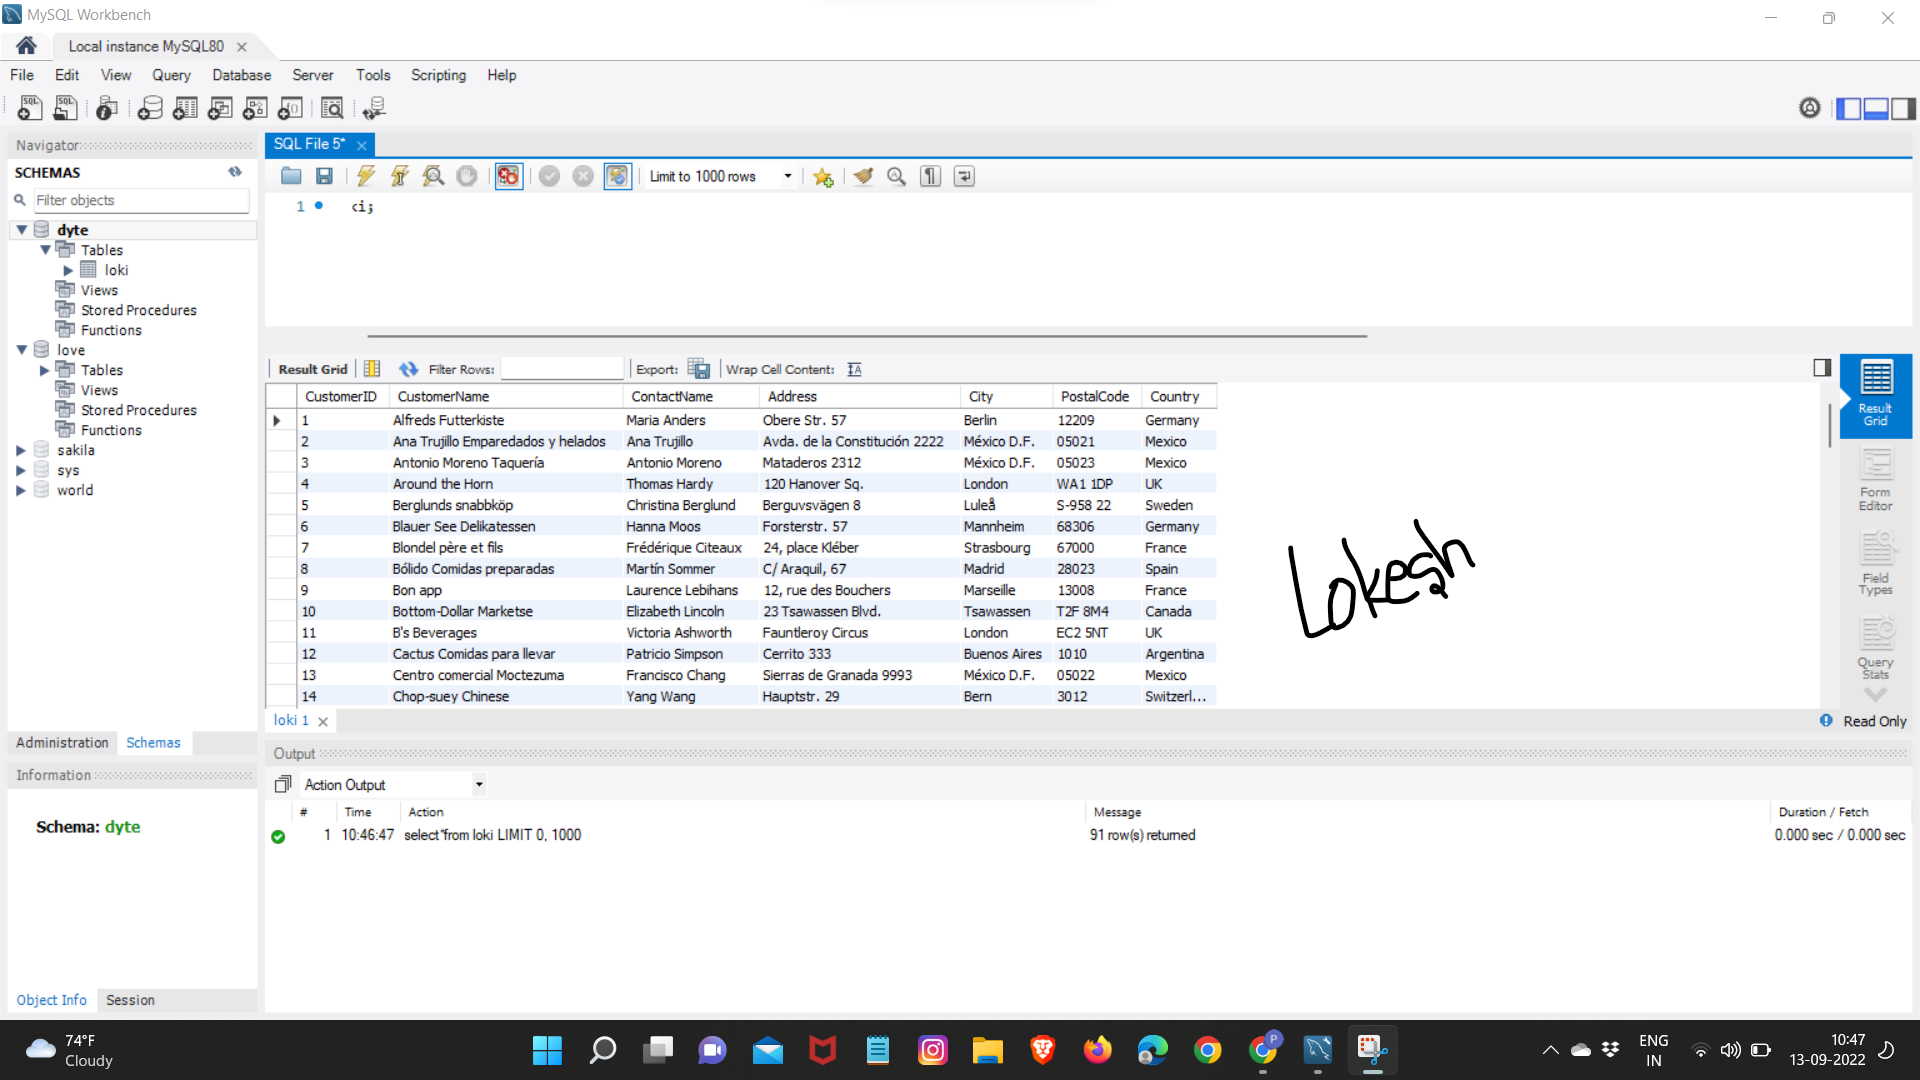 MySQL Workbench
Local instance MySQL80
File Edit View Query Database Server Tools Scripting Help
Navigator
SCHEMAS
Filter objects
dyte
Tables
loki
Views
Stored Procedures
Functions
love
Tables
Views
Stored Procedures
Functions
sakila
sys
world
Administration Schemas
Information
Schema: dyte
Object Info Session
SQL File 5*
Limit to 1000 rows
1 <i;
Result Grid Filter Rows: Export: Wrap Cell Content:
CustomerID CustomerName ContactName Address City PostalCode Country
1 Alfreds Futterkiste Maria Anders Obere Str. 57 Berlin 12209 Germany
2 Ana Trujillo Emparedados y helados Ana Trujillo Avda. de la Constitución 2222 México D.F. 05021 Mexico
3 Antonio Moreno Taquería Antonio Moreno Mataderos 2312 México D.F. 05023 Mexico
4 Around the Horn Thomas Hardy 120 Hanover Sq. London WA1 1DP UK
5 Berglunds snabbköp Christina Berglund Berguvsvägen 8 Luleå S-958 22 Sweden
6 Blauer See Delikatessen Hanna Moos Forsterstr. 57 Mannheim 68306 Germany
7 Blondel père et fils Frédérique Citeaux 24, place Kléber Strasbourg 67000 France
8 Bólido Comidas preparadas Martín Sommer C/ Araquil, 67 Madrid 28023 Spain
9 Bon app Laurence Lebihans 12, rue des Bouchers Marseille 13008 France
10 Bottom-Dollar Marketse Elizabeth Lincoln 23 Tsawassen Blvd. Tsawassen T2F 8M4 Canada
11 B's Beverages Victoria Ashworth Fauntleroy Circus London EC2 5NT UK
12 Cactus Comidas para llevar Patricio Simpson Cerrito 333 Buenos Aires 1010 Argentina
13 Centro comercial Moctezuma Francisco Chang Sierras de Granada 9993 México D.F. 05022 Mexico
14 Chop-suey Chinese Yang Wang Hauptstr. 29 Bern 3012 Switzerl...
Lokesh
Result Grid
Form Editor
Field Types
Query Stats
loki 1
Read Only
Output
Action Output
# Time Action Message Duration / Fetch
1 10:46:47 select*from loki LIMIT 0, 1000 91 row(s) returned 0.000 sec / 0.000 sec
74°F
Cloudy
P
ENG
IN
10:47
13-09-2022